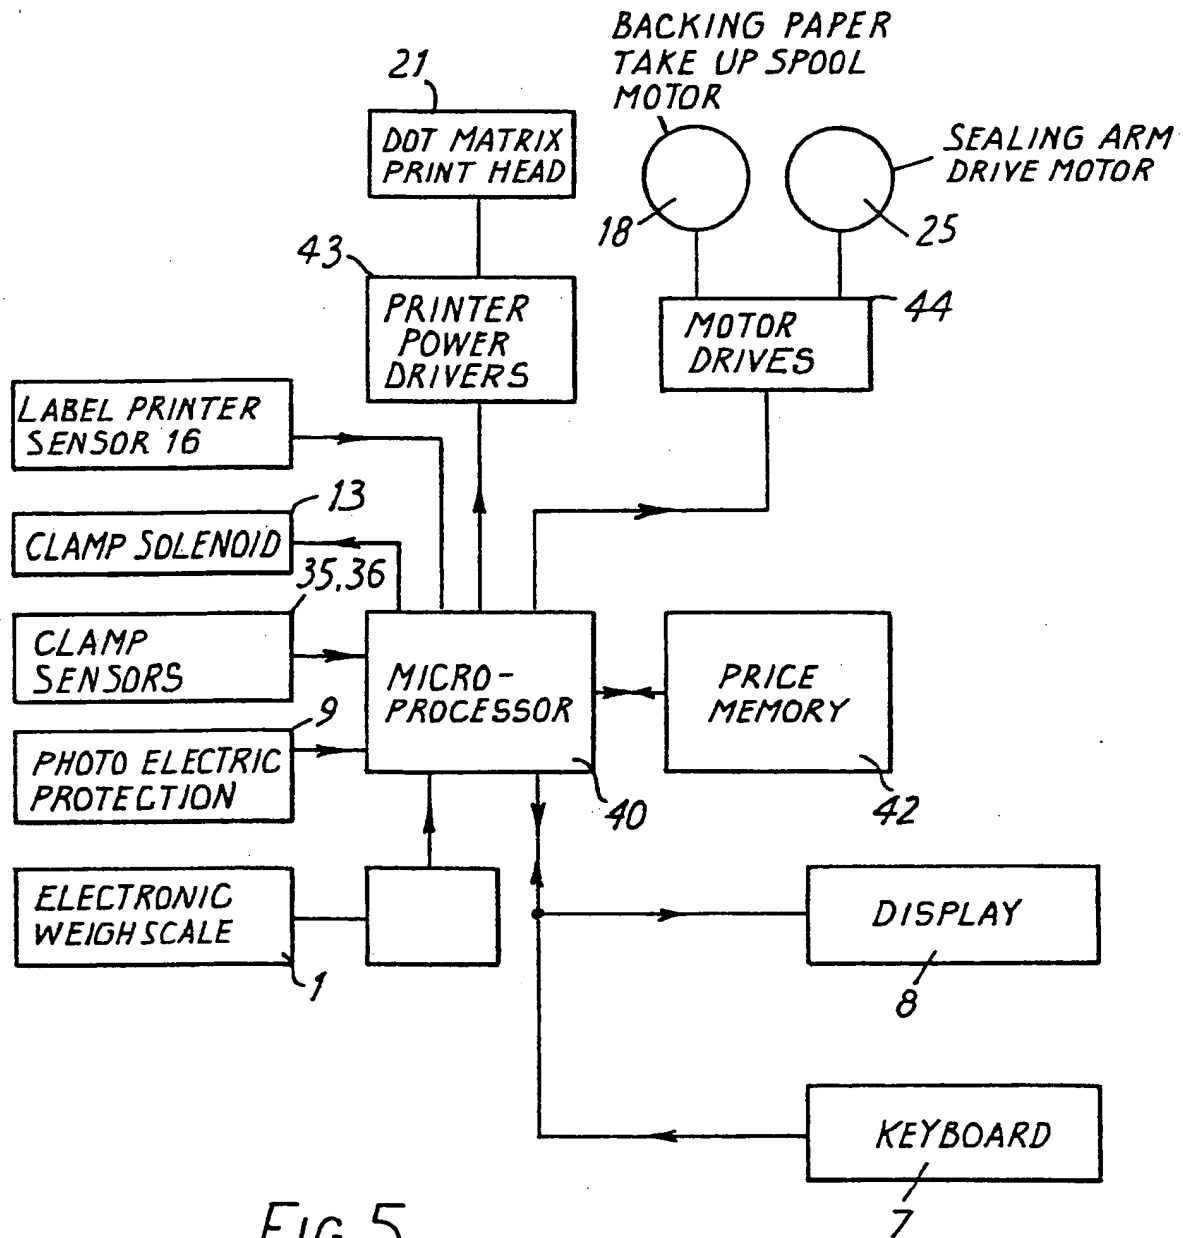 BACKING PAPER
TAKE UP SPOOL
MOTOR
21
DOT MATRIX
PRINT HEAD
SEALING ARM
DRIVE MOTOR
18
25
43
PRINTER
POWER
DRIVERS
44
MOTOR
DRIVES
LABEL PRINTER
SENSOR 16
13
CLAMP SOLENOID
35,36
CLAMP
SENSORS
MICRO-
PROCESSOR
PRICE
MEMORY
9
PHOTO ELECTRIC
PROTECTION
40
42
ELECTRONIC
WEIGHSCALE
1
DISPLAY
8
KEYBOARD
7
FIG 5